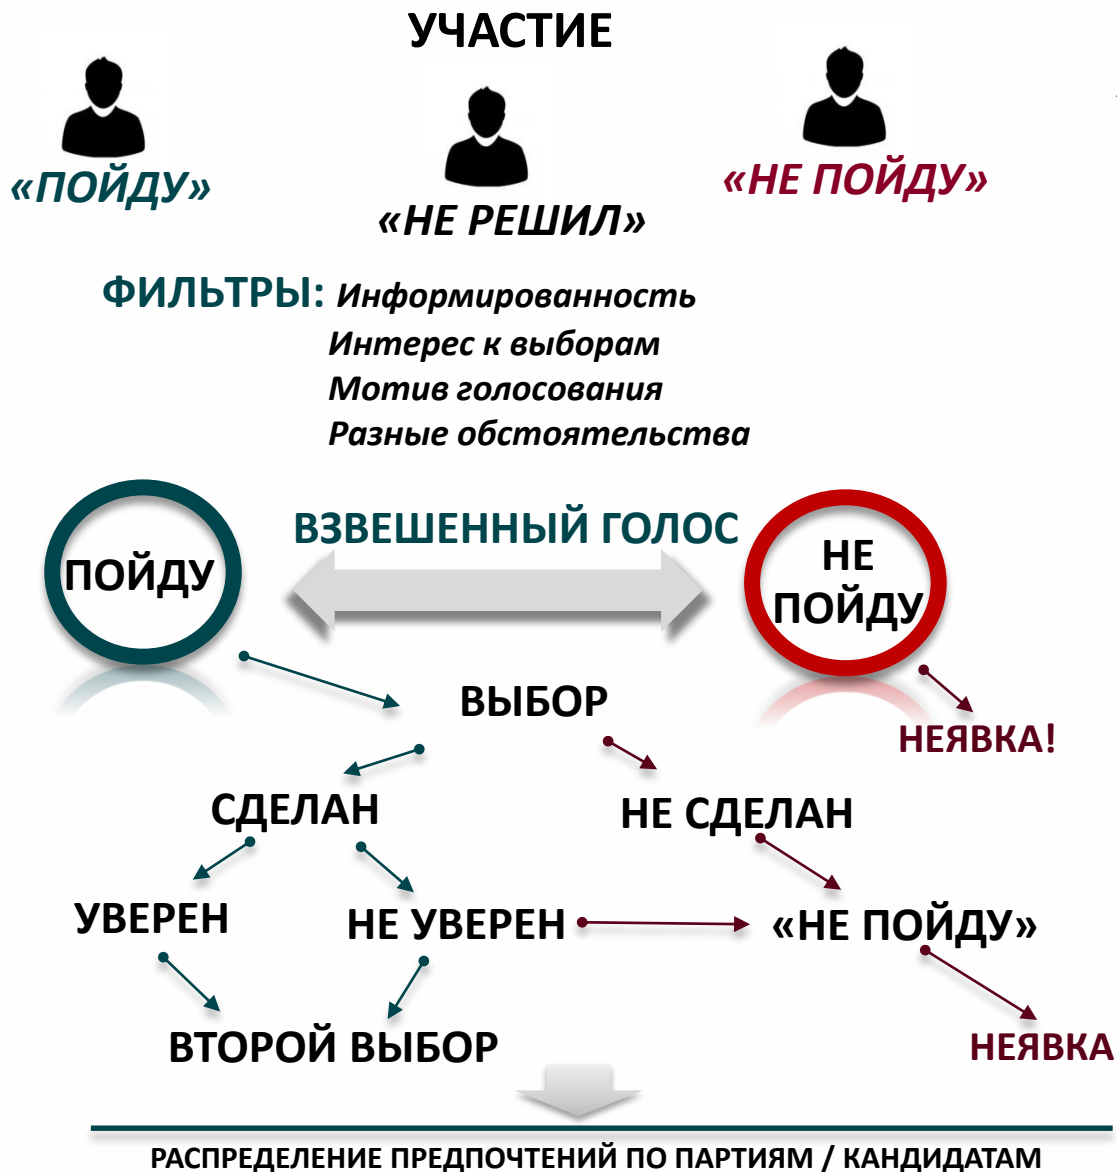 УЧАСТИЕ
«ПОЙДУ»
«НЕ РЕШИЛ»
«НЕ ПОЙДУ»
ФИЛЬТРЫ: Информированность
Интерес к выборам
Мотив голосования
Разные обстоятельства
ВЗВЕШЕННЫЙ ГОЛОС
ПОЙДУ
НЕ
ПОЙДУ
ВЫБОР
НЕЯВКА!
СДЕЛАН
НЕ СДЕЛАН
УВЕРЕН
НЕ УВЕРЕН
«НЕ ПОЙДУ»
ВТОРОЙ ВЫБОР
НЕЯВКА
РАСПРЕДЕЛЕНИЕ ПРЕДПОЧТЕНИЙ ПО ПАРТИЯМ / КАНДИДАТАМ